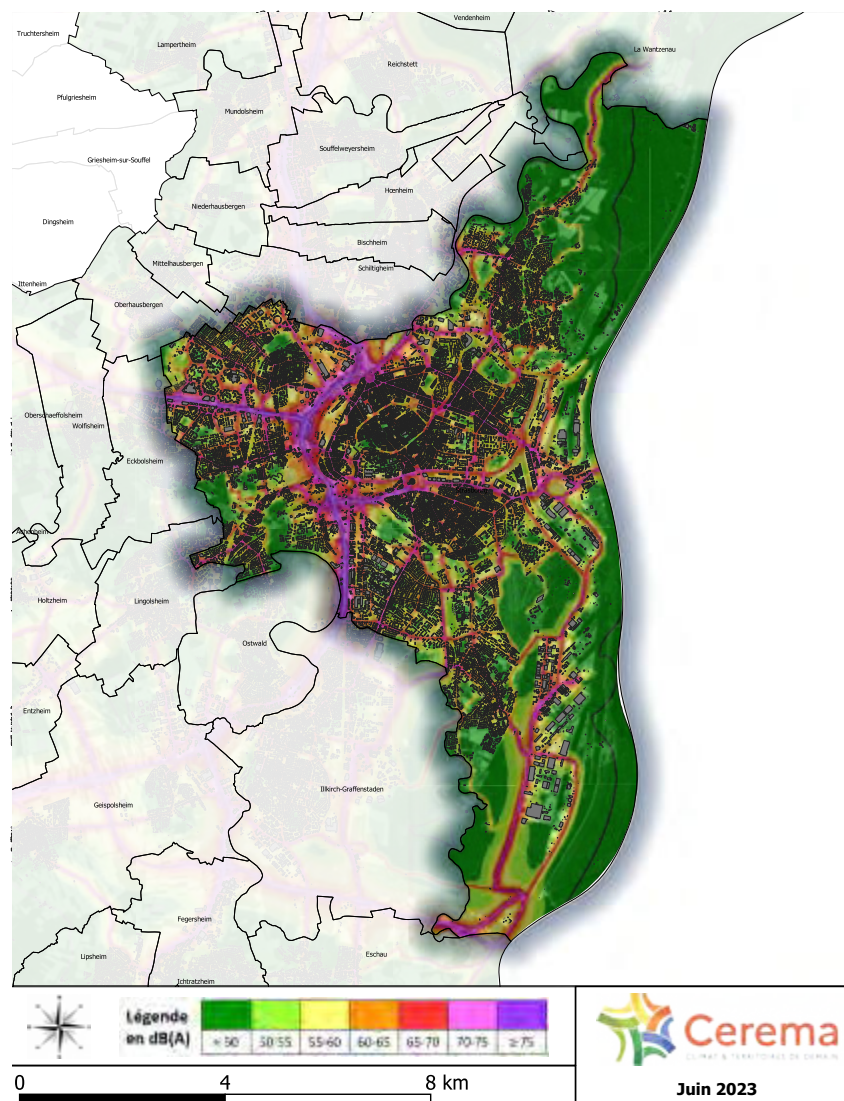 Vendenheim
Truchtersheim
Lampertheim
La Wantzenau
Reichstett
Pfulgriesheim
Mundolsheim
Souffelweyersheim
Griesheim-sur-Souffel
Hœnheim
Niederhausbergen
Dingsheim
Bischheim
Mittelhausbergen
Schiltigheim
Ittenheim
Oberhausbergen
Oberschaeffolsheim
Wolfisheim
Eckbolsheim
Strasbourg
Achenheim
Holtzheim
Lingolsheim
Ostwald
Entzheim
Illkirch-Graffenstaden
Geispolsheim
Fegersheim
Lipsheim
Eschau
Ichtratzheim
Légende
en dB(A)
< 50
50-55
55-60
60-65
65-70
70-75
≥75
Cerema
CLIMAT & TERRITOIRES DE DEMAIN
0
4
8 km
Juin 2023